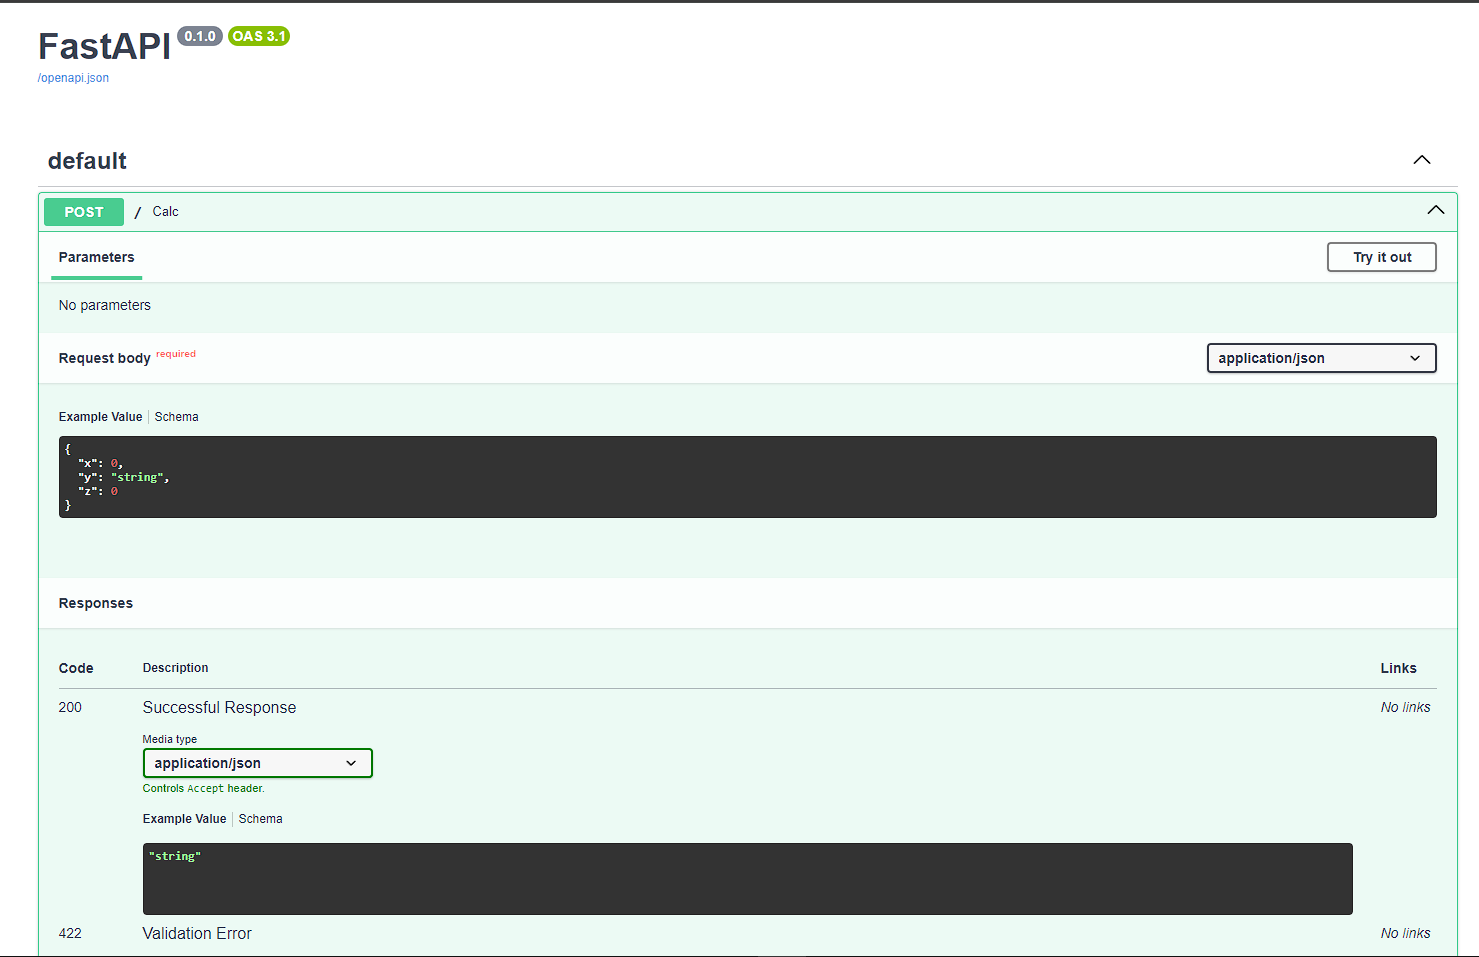 FastAPI 0.1.0 OAS 3.1
/openapi.json
default
POST / Calc
Parameters
Try it out
No parameters
Request body required
application/json
Example Value Schema
{
  "x": 0,
  "y": "string",
  "z": 0
}
Responses
Code Description Links
200 Successful Response No links
Media type
application/json
Controls Accept header.
Example Value Schema
"string"
422 Validation Error No links